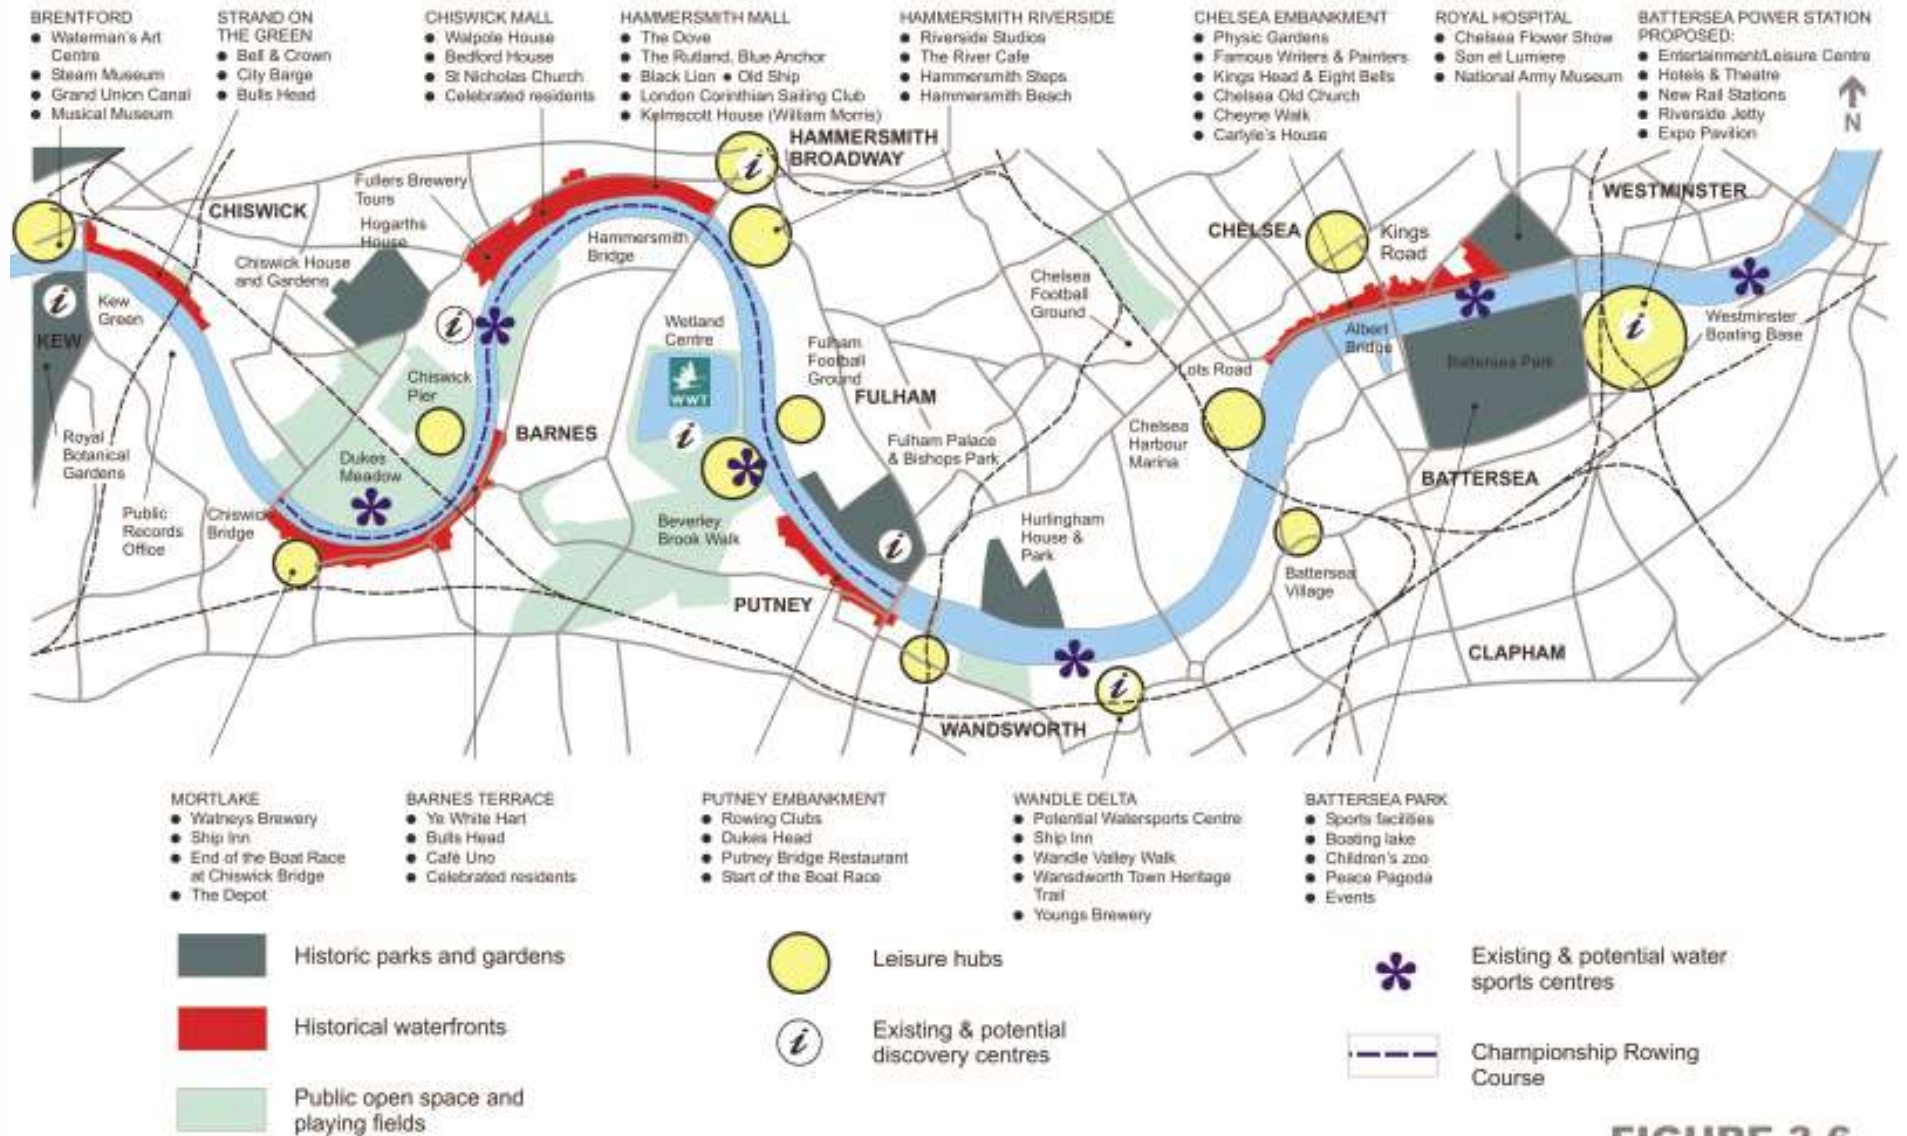 BRENTFORD
● Waterman's Art
Centre
● Steam Museum
● Grand Union Canal
● Musical Museum
STRAND ON
THE GREEN
● Bell & Crown
● City Barge
● Bulls Head
CHISWICK MALL
● Walpole House
● Bedford House
● St Nicholas Church
● Celebrated residents
HAMMERSMITH MALL
● The Dove
● The Rutland, Blue Anchor
● Black Lion ● Old Ship
● London Corinthian Sailing Club
● Kelmscott House (William Morris)
HAMMERSMITH RIVERSIDE
● Riverside Studios
● The River Cafe
● Hammersmith Steps
● Hammersmith Beach
CHELSEA EMBANKMENT
● Physic Gardens
● Famous Writers & Painters
● Kings Head & Eight Bells
● Chelsea Old Church
● Cheyne Walk
● Carlyle's House
ROYAL HOSPITAL
● Chelsea Flower Show
● Son et Lumiere
● National Army Museum
BATTERSEA POWER STATION
PROPOSED:
● Entertainment/Leisure Centre
● Hotels & Theatre
● New Rail Stations
● Riverside Jetty
● Expo Pavilion
N
HAMMERSMITH
BROADWAY
CHISWICK
Fullers Brewery
Tours
Hogarths
House
Chiswick House
and Gardens
Hammersmith
Bridge
CHELSEA
Kings
Road
WESTMINSTER
i
i
i
i
i
i
i
Kew
Green
KEW
Chelsea
Football
Ground
Wetland
Centre
WWT
Fulham
Football
Ground
FULHAM
Albert
Bridge
Battersea Park
Westminster
Boating Base
Lots Road
Chiswick
Pier
BARNES
Royal
Botanical
Gardens
Dukes
Meadow
Fulham Palace
& Bishops Park
Chelsea
Harbour
Marina
BATTERSEA
Public
Records
Office
Chiswick
Bridge
Beverley
Brook Walk
Hurlingham
House &
Park
Battersea
Village
PUTNEY
CLAPHAM
WANDSWORTH
MORTLAKE
● Watneys Brewery
● Ship Inn
● End of the Boat Race
at Chiswick Bridge
● The Depot
BARNES TERRACE
● Ye White Hart
● Bulls Head
● Café Uno
● Celebrated residents
PUTNEY EMBANKMENT
● Rowing Clubs
● Dukes Head
● Putney Bridge Restaurant
● Start of the Boat Race
WANDLE DELTA
● Potential Watersports Centre
● Ship Inn
● Wandle Valley Walk
● Wansdworth Town Heritage
Trail
● Youngs Brewery
BATTERSEA PARK
● Sports facilities
● Boating lake
● Children's zoo
● Peace Pagoda
● Events
Historic parks and gardens
Historical waterfronts
Public open space and
playing fields
Leisure hubs
i
Existing & potential
discovery centres
Existing & potential water
sports centres
Championship Rowing
Course